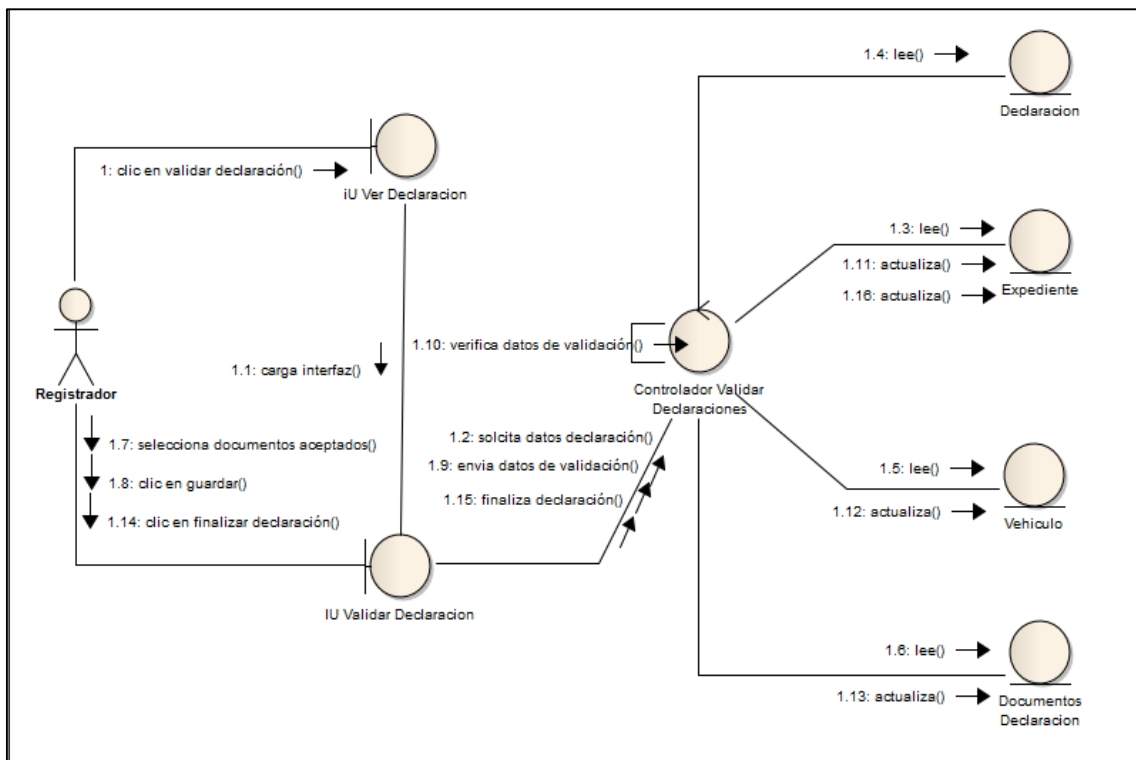 1.4: lee()
Declaracion
1: clic en validar declaración()
iU Ver Declaracion
1.3: lee()
1.11: actualiza()
1.16: actualiza()
Expediente
1.10: verifica datos de validación()
Controlador Validar
Declaraciones
1.1: carga interfaz()
Registrador
1.7: selecciona documentos aceptados()
1.8: clic en guardar()
1.14: clic en finalizar declaración()
1.2: solcita datos declaración()
1.9: envia datos de validación()
1.15: finaliza declaración()
IU Validar Declaracion
1.5: lee()
1.12: actualiza()
Vehiculo
1.6: lee()
1.13: actualiza()
Documentos
Declaracion